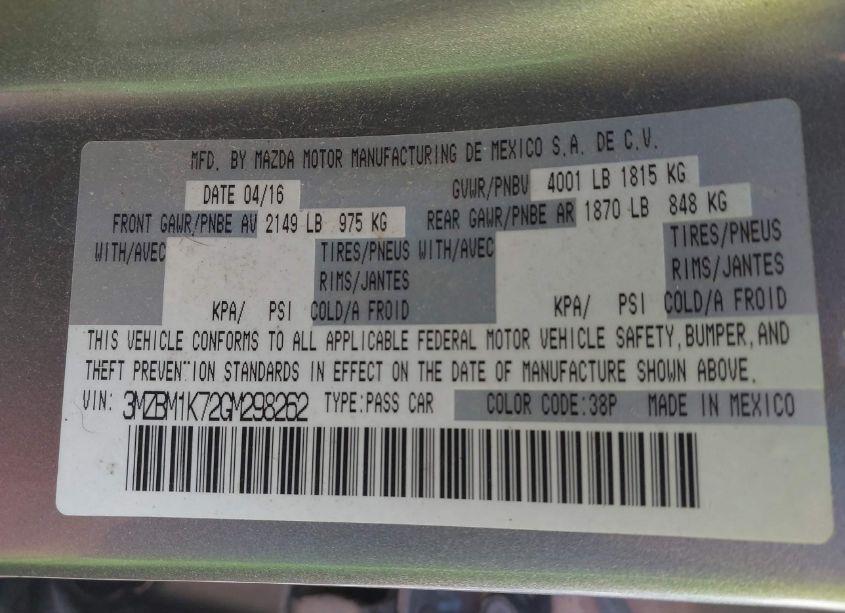 MFD. BY MAZDA MOTOR MANUFACTURING DE MEXICO S.A. DE C.V.
DATE 04/16 GVWR/PNBV 4001 LB 1815 KG
FRONT GAWR/PNBE AV 2149 LB 975 KG REAR GAWR/PNBE AR 1870 LB 848 KG
WITH/AVEC TIRES/PNEUS WITH/AVEC TIRES/PNEUS
RIMS/JANTES RIMS/JANTES
KPA/ PSI COLD/A FROID KPA/ PSI COLD/A FROID
THIS VEHICLE CONFORMS TO ALL APPLICABLE FEDERAL MOTOR VEHICLE SAFETY, BUMPER, AND
THEFT PREVENTION STANDARDS IN EFFECT ON THE DATE OF MANUFACTURE SHOWN ABOVE.
VIN: 3MZBM1K72GM298262 TYPE:PASS CAR COLOR CODE:38P MADE IN MEXICO